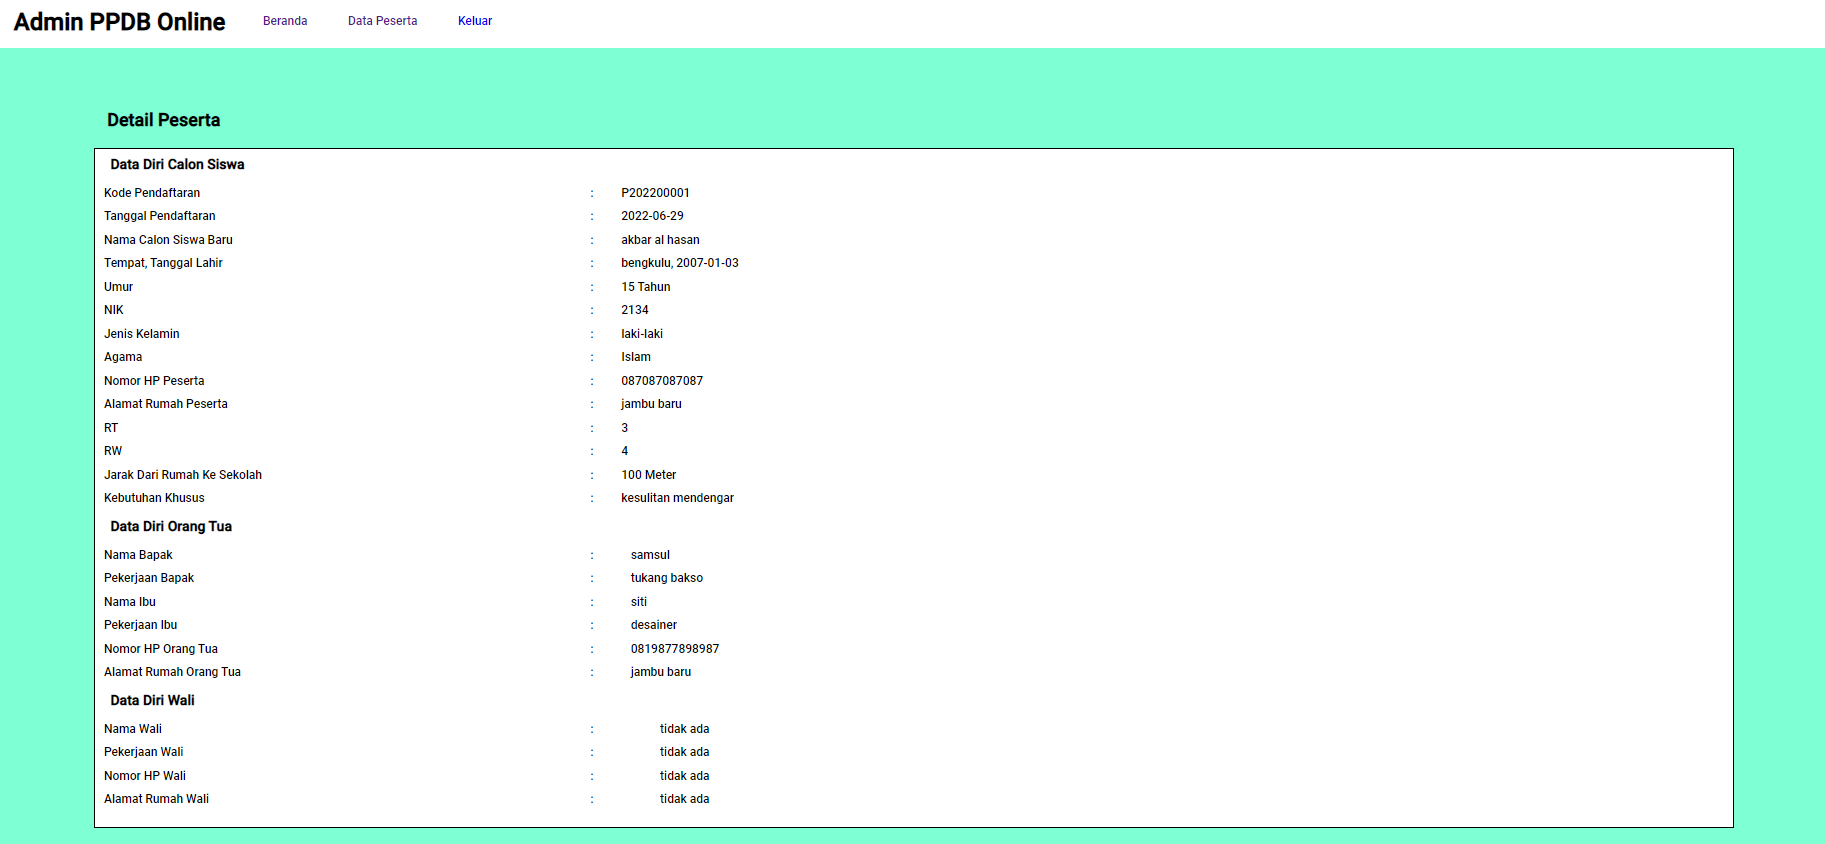 Admin PPDB Online Beranda Data Peserta Keluar
Detail Peserta
Data Diri Calon Siswa
Kode Pendaftaran : P202200001
Tanggal Pendaftaran : 2022-06-29
Nama Calon Siswa Baru : akbar al hasan
Tempat, Tanggal Lahir : bengkulu, 2007-01-03
Umur : 15 Tahun
NIK : 2134
Jenis Kelamin : laki-laki
Agama : Islam
Nomor HP Peserta : 087087087087
Alamat Rumah Peserta : jambu baru
RT : 3
RW : 4
Jarak Dari Rumah Ke Sekolah : 100 Meter
Kebutuhan Khusus : kesulitan mendengar
Data Diri Orang Tua
Nama Bapak : samsul
Pekerjaan Bapak : tukang bakso
Nama Ibu : siti
Pekerjaan Ibu : desainer
Nomor HP Orang Tua : 0819877898987
Alamat Rumah Orang Tua : jambu baru
Data Diri Wali
Nama Wali : tidak ada
Pekerjaan Wali : tidak ada
Nomor HP Wali : tidak ada
Alamat Rumah Wali : tidak ada